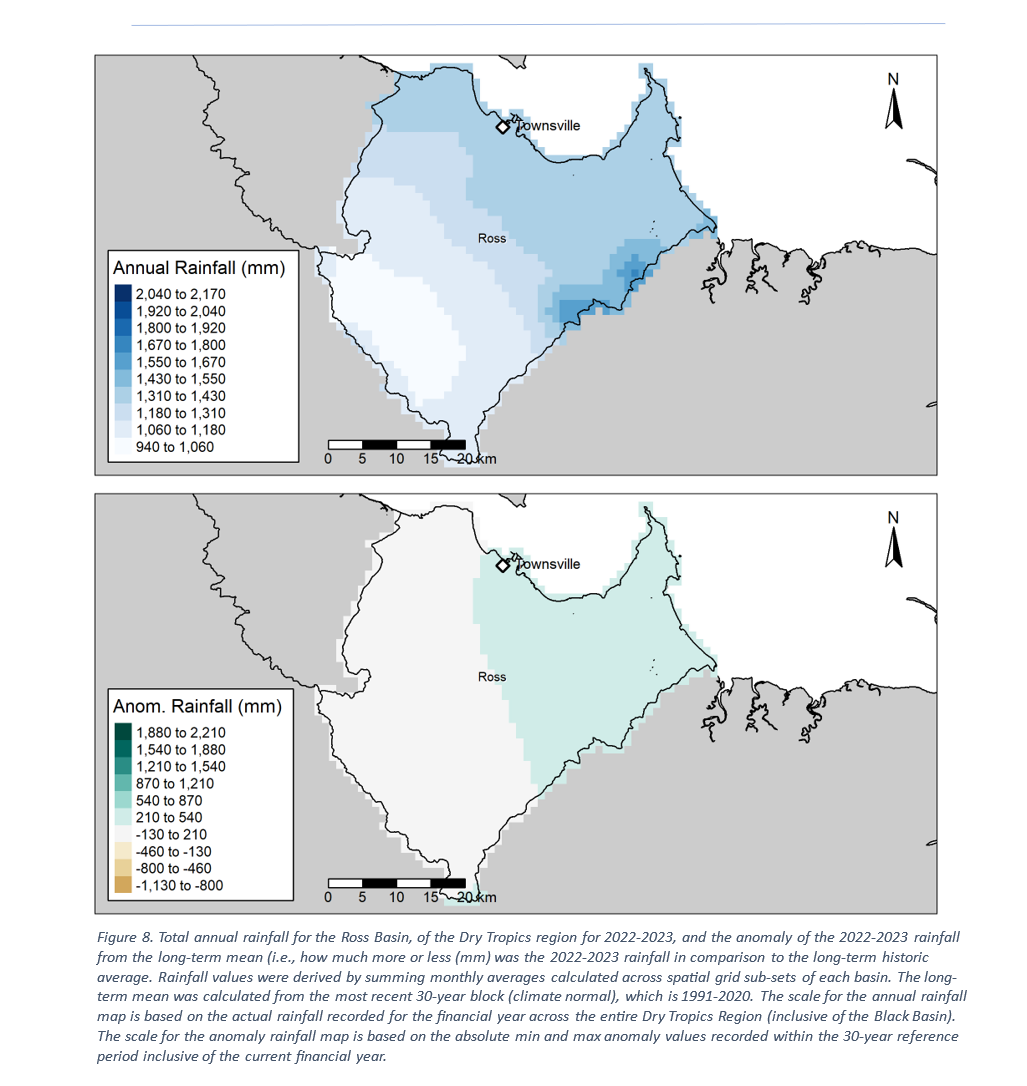 N
Townsville
Ross
Annual Rainfall (mm)
2,040 to 2,170
1,920 to 2,040
1,800 to 1,920
1,670 to 1,800
1,550 to 1,670
1,430 to 1,550
1,310 to 1,430
1,180 to 1,310
1,060 to 1,180
940 to 1,060
0 5 10 15 20 km
N
Townsville
Ross
Anom. Rainfall (mm)
1,880 to 2,210
1,540 to 1,880
1,210 to 1,540
870 to 1,210
540 to 870
210 to 540
-130 to 210
-460 to -130
-800 to -460
-1,130 to -800
0 5 10 15 20 km
Figure 8. Total annual rainfall for the Ross Basin, of the Dry Tropics region for 2022-2023, and the anomaly of the 2022-2023 rainfall
from the long-term mean (i.e., how much more or less (mm) was the 2022-2023 rainfall in comparison to the long-term historic
average. Rainfall values were derived by summing monthly averages calculated across spatial grid sub-sets of each basin. The long-
term mean was calculated from the most recent 30-year block (climate normal), which is 1991-2020. The scale for the annual rainfall
map is based on the actual rainfall recorded for the financial year across the entire Dry Tropics Region (inclusive of the Black Basin).
The scale for the anomaly rainfall map is based on the absolute min and max anomaly values recorded within the 30-year reference
period inclusive of the current financial year.